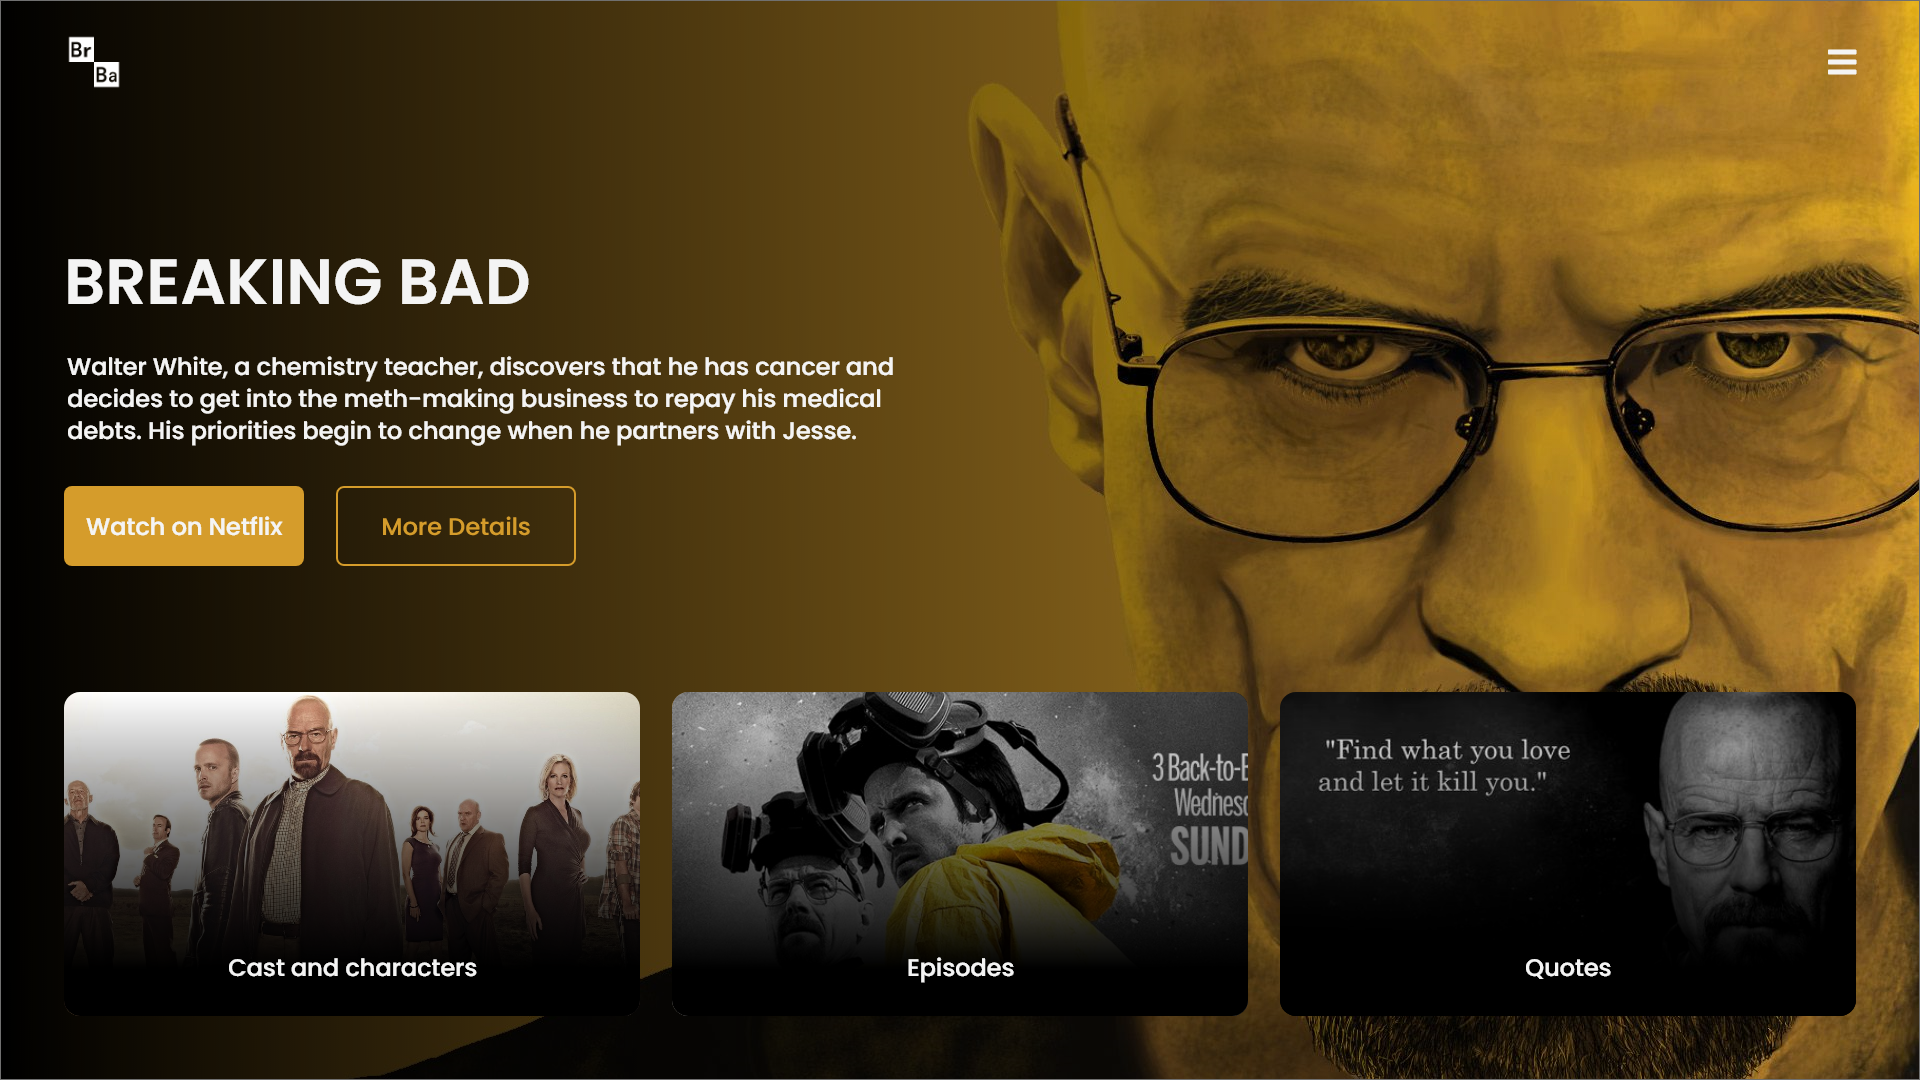 Br
Ba
BREAKING BAD
Walter White, a chemistry teacher, discovers that he has cancer and
decides to get into the meth-making business to repay his medical
debts. His priorities begin to change when he partners with Jesse.
Watch on Netflix
More Details
3 Back-to-
Wednes
SUND
"Find what you love
and let it kill you."
Cast and characters
Episodes
Quotes